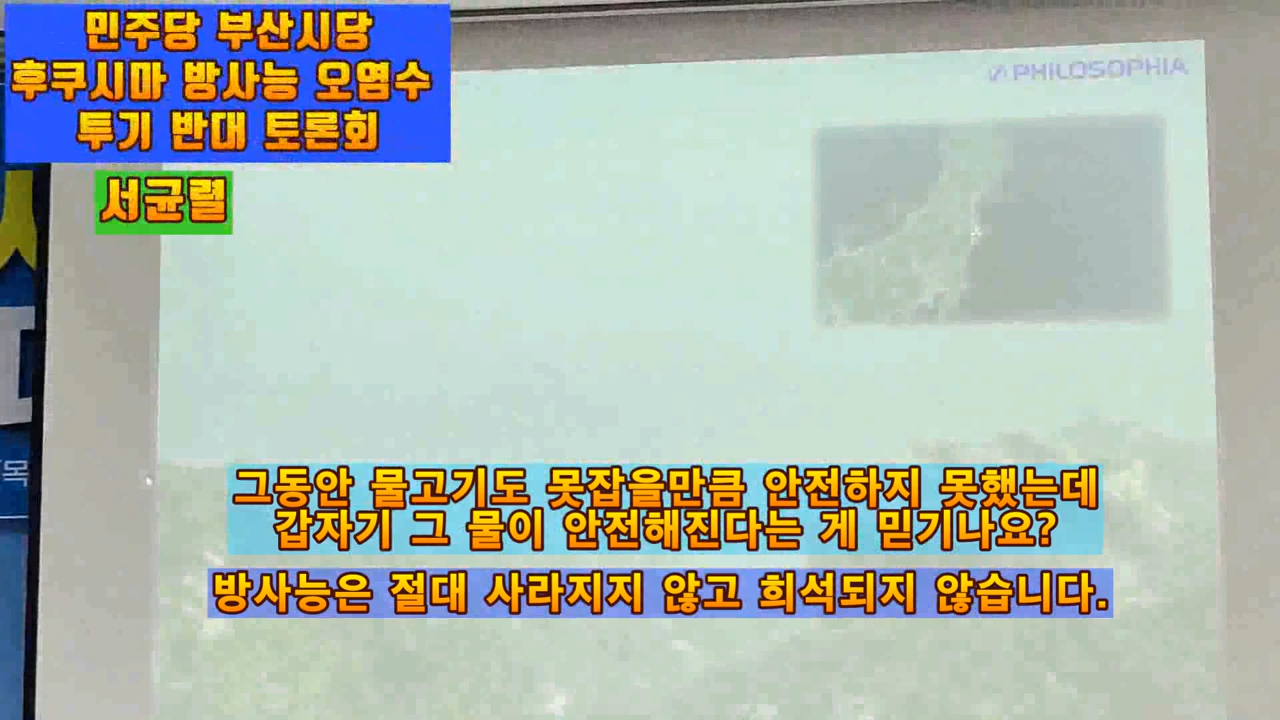 민주당 부산시당
후쿠시마 방사능 오염수
투기 반대 토론회
서균렬
PHILOSOPHIA
그동안 물고기도 못잡을만큼 안전하지 못했는데
갑자기 그 물이 안전해진다는 게 믿기나요?
방사능은 절대 사라지지 않고 희석되지 않습니다.
목